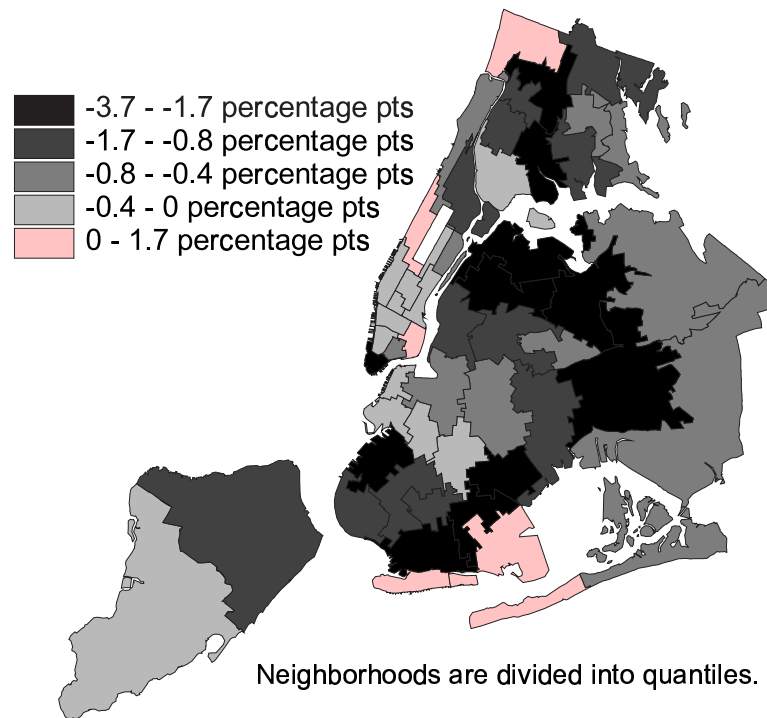 -3.7 - -1.7 percentage pts
-1.7 - -0.8 percentage pts
-0.8 - -0.4 percentage pts
-0.4 - 0 percentage pts
0 - 1.7 percentage pts
Neighborhoods are divided into quantiles.